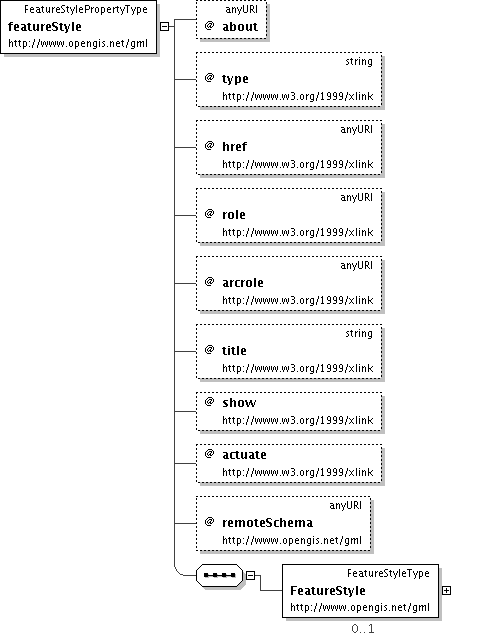 FeatureStylePropertyType
featureStyle
http://www.opengis.net/gml
anyURI
@ about
string
@ type
http://www.w3.org/1999/xlink
anyURI
@ href
http://www.w3.org/1999/xlink
anyURI
@ role
http://www.w3.org/1999/xlink
anyURI
@ arcrole
http://www.w3.org/1999/xlink
string
@ title
http://www.w3.org/1999/xlink
@ show
http://www.w3.org/1999/xlink
@ actuate
http://www.w3.org/1999/xlink
anyURI
@ remoteSchema
http://www.opengis.net/gml
FeatureStyleType
FeatureStyle
http://www.opengis.net/gml
0..1